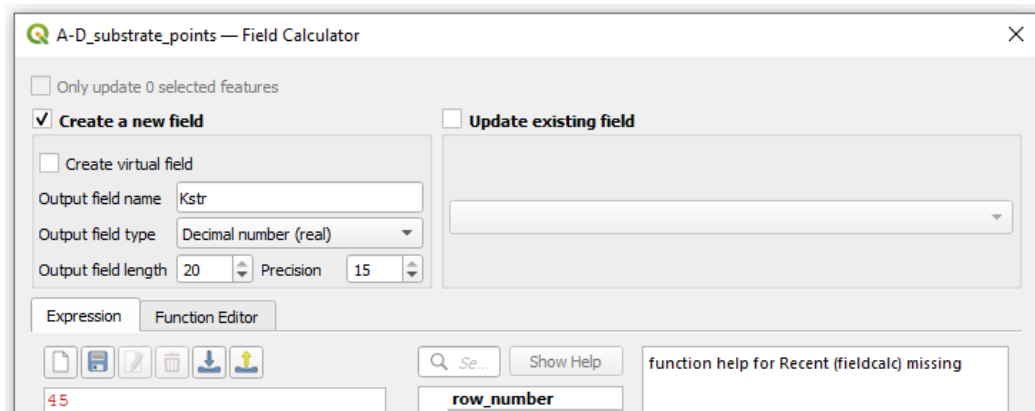 A-D_substrate_points — Field Calculator
Only update 0 selected features
Create a new field
Update existing field
Create virtual field
Output field name Kstr
Output field type Decimal number (real)
Output field length 20 Precision 15
Expression Function Editor
Se... Show Help function help for Recent (fieldcalc) missing
45 row_number